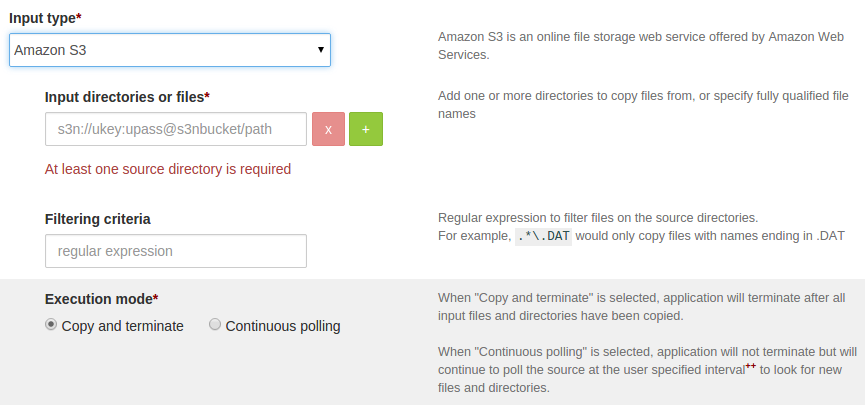 Input type*
Amazon S3
Amazon S3 is an online file storage web service offered by Amazon Web
Services.
Input directories or files*
s3n://ukey:upass@s3nbucket/path
x
+
Add one or more directories to copy files from, or specify fully qualified file
names
At least one source directory is required
Filtering criteria
regular expression
Regular expression to filter files on the source directories.
For example, .*\.DAT would only copy files with names ending in .DAT
Execution mode*
Copy and terminate Continuous polling
When "Copy and terminate" is selected, application will terminate after all
input files and directories have been copied.
When "Continuous polling" is selected, application will not terminate but will
continue to poll the source at the user specified interval++ to look for new
files and directories.